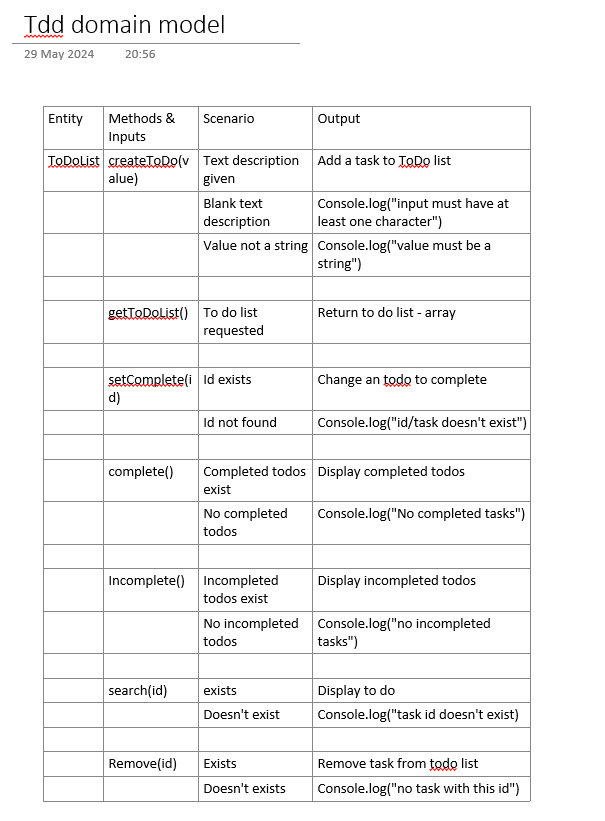 Tdd domain model
29 May 2024 20:56
Entity Methods & Scenario Output
Inputs
ToDoList createToDo(v Text description Add a task to ToDo list
alue) given
Blank text Console.log("input must have at
description least one character")
Value not a string Console.log("value must be a
string")
getToDoList() To do list Return to do list - array
requested
setComplete(i Id exists Change an todo to complete
d)
Id not found Console.log("id/task doesn't exist")
complete() Completed todos Display completed todos
exist
No completed Console.log("No completed tasks")
todos
Incomplete() Incompleted Display incompleted todos
todos exist
No incompleted Console.log("no incompleted
todos tasks")
search(id) exists Display to do
Doesn't exist Console.log("task id doesn't exist)
Remove(id) Exists Remove task from todo list
Doesn't exists Console.log("no task with this id")